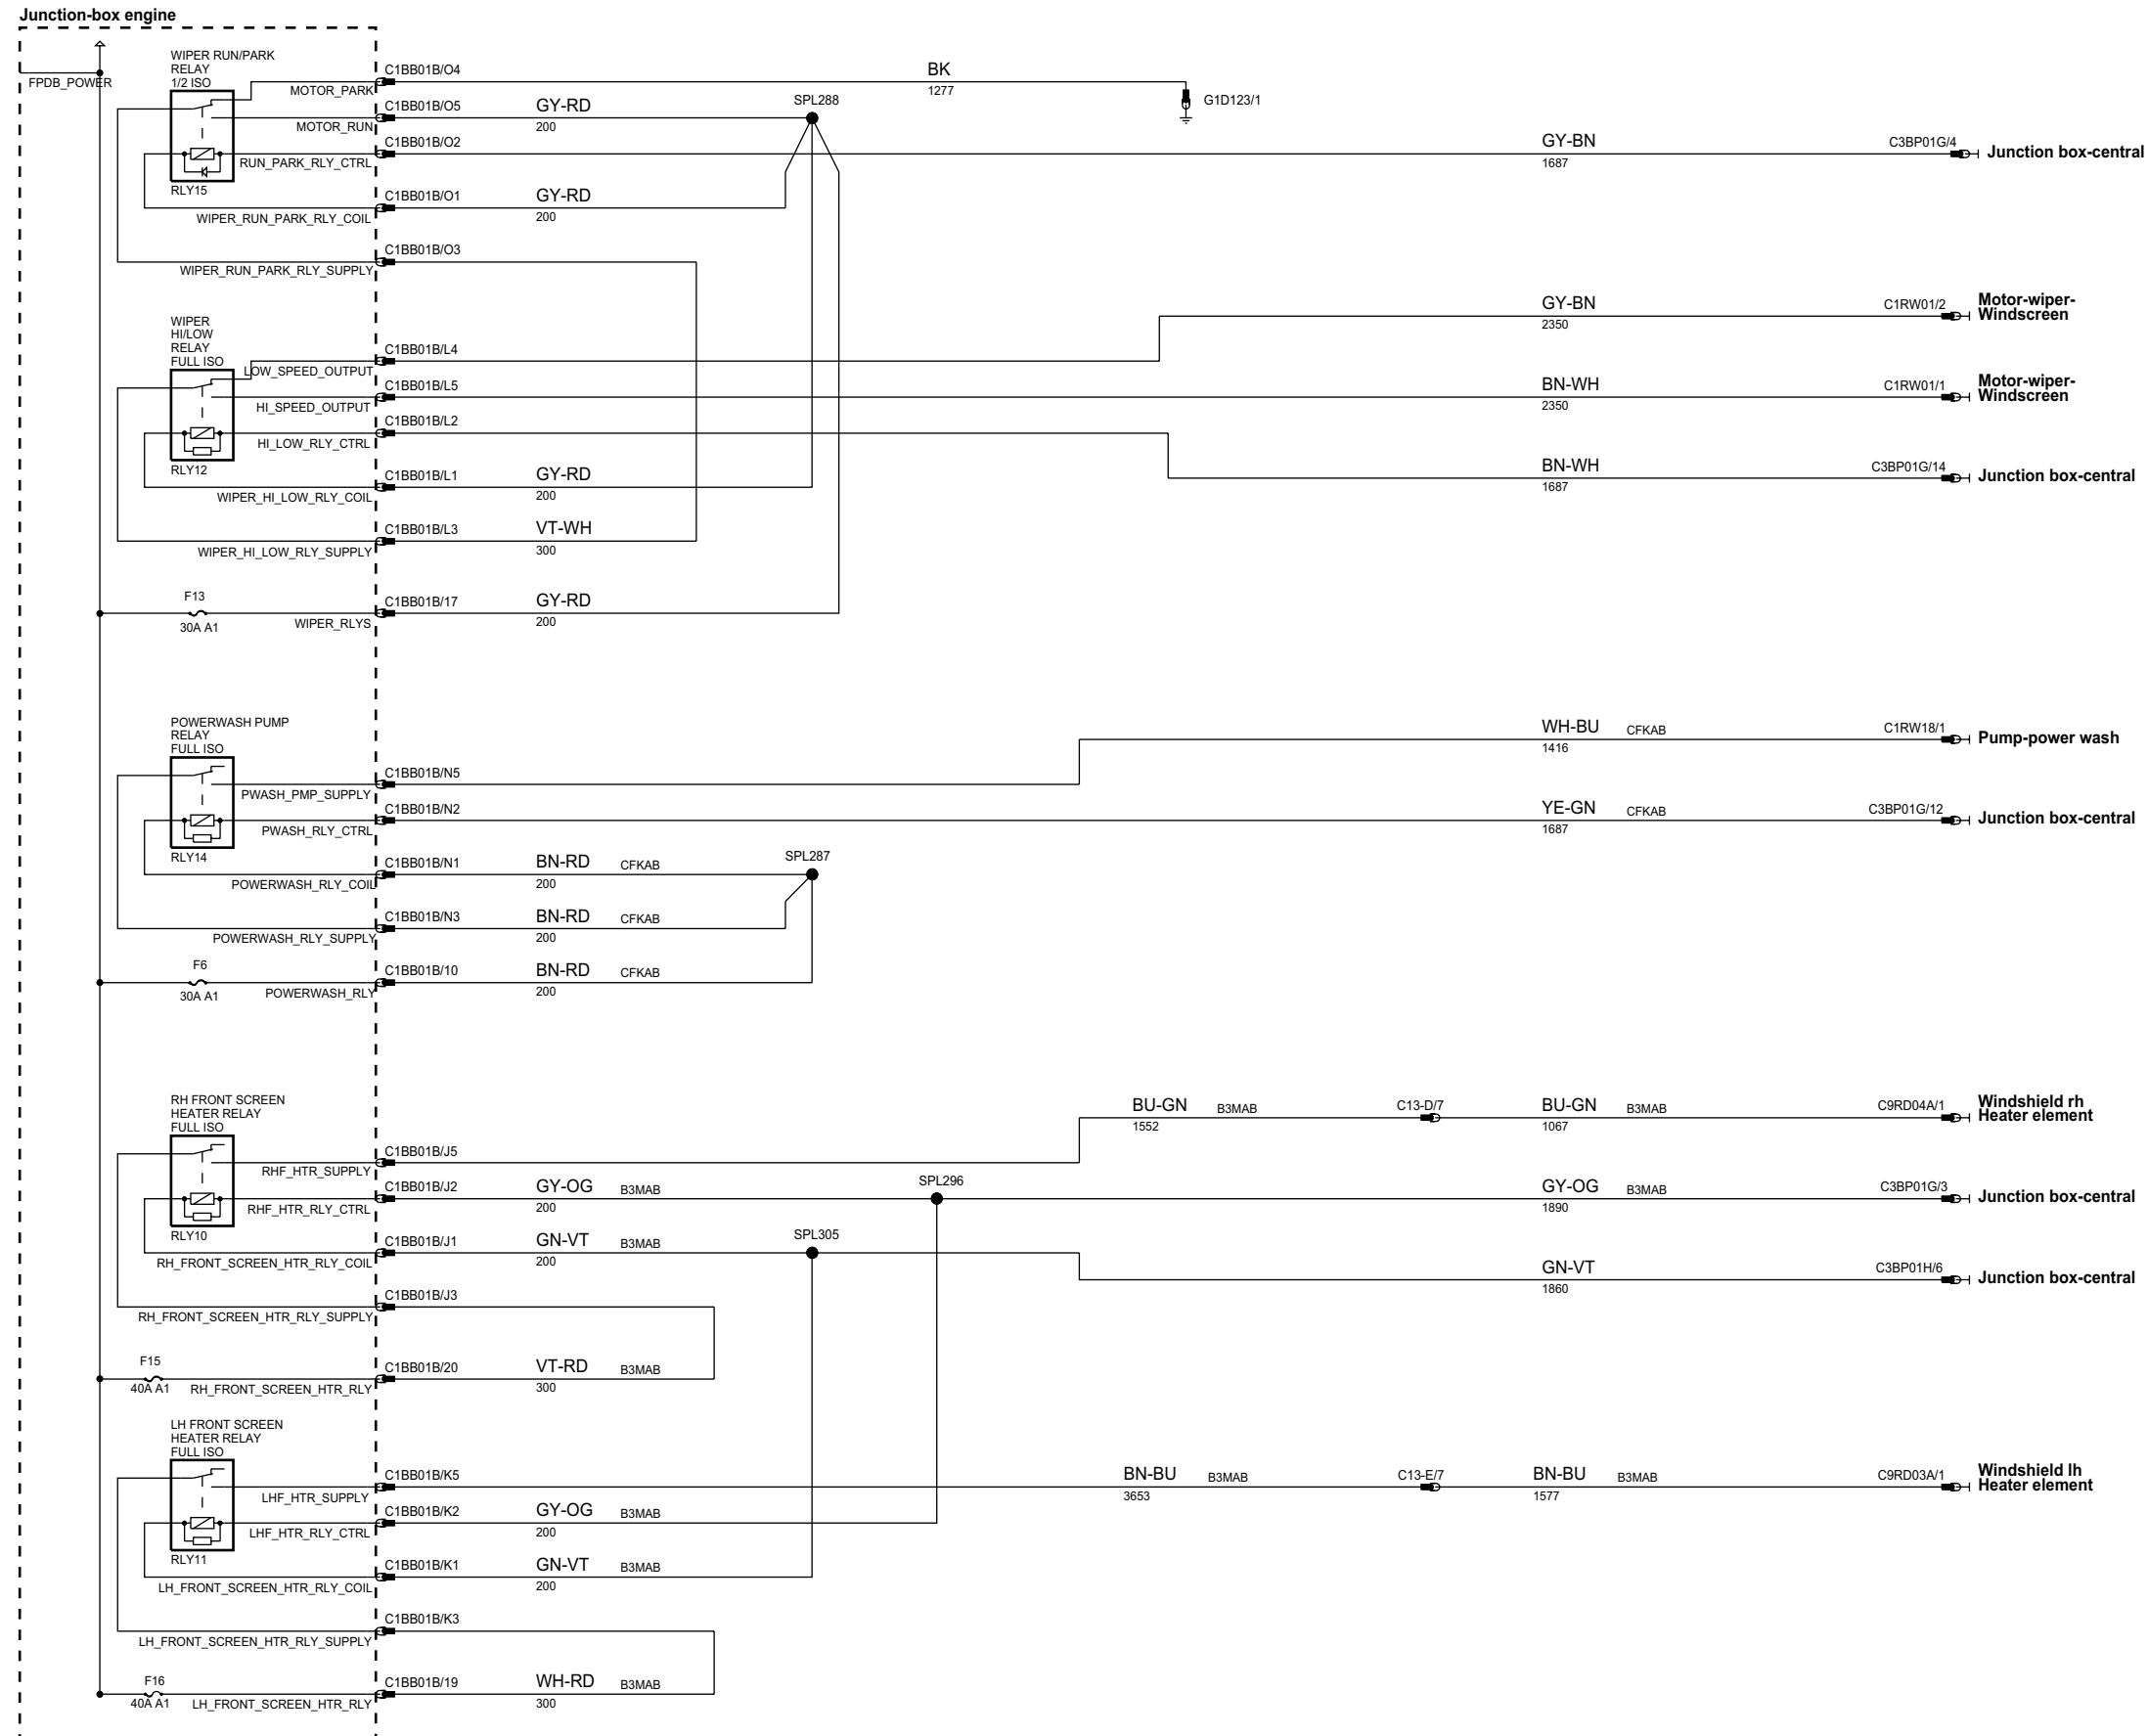 Junction-box engine
FPDB_POWER
WIPER RUN/PARK
RELAY
1/2 ISO
RLY15
MOTOR_PARK
C1BB01B/O4
BK
1277
G1D123/1
MOTOR_RUN
C1BB01B/O5
GY-RD
200
SPL288
RUN_PARK_RLY_CTRL
C1BB01B/O2
GY-BN
1687
C3BP01G/4
Junction box-central
WIPER_RUN_PARK_RLY_COIL
C1BB01B/O1
GY-RD
200
WIPER_RUN_PARK_RLY_SUPPLY
C1BB01B/O3
WIPER
HI/LOW
RELAY
FULL ISO
RLY12
LOW_SPEED_OUTPUT
C1BB01B/L4
GY-BN
2350
C1RW01/2
Motor-wiper-
Windscreen
HI_SPEED_OUTPUT
C1BB01B/L5
BN-WH
2350
C1RW01/1
Motor-wiper-
Windscreen
HI_LOW_RLY_CTRL
C1BB01B/L2
BN-WH
1687
C3BP01G/14
Junction box-central
WIPER_HI_LOW_RLY_COIL
C1BB01B/L1
GY-RD
200
WIPER_HI_LOW_RLY_SUPPLY
C1BB01B/L3
VT-WH
300
F13
30A A1
WIPER_RLYS
C1BB01B/17
GY-RD
200
POWERWASH PUMP
RELAY
FULL ISO
RLY14
PWASH_PMP_SUPPLY
C1BB01B/N5
WH-BU
CFKAB
1416
C1RW18/1
Pump-power wash
PWASH_RLY_CTRL
C1BB01B/N2
YE-GN
CFKAB
1687
C3BP01G/12
Junction box-central
POWERWASH_RLY_COIL
C1BB01B/N1
BN-RD
CFKAB
200
SPL287
POWERWASH_RLY_SUPPLY
C1BB01B/N3
BN-RD
CFKAB
200
F6
30A A1
POWERWASH_RLY
C1BB01B/10
BN-RD
CFKAB
200
RH FRONT SCREEN
HEATER RELAY
FULL ISO
RLY10
RHF_HTR_SUPPLY
C1BB01B/J5
BU-GN
B3MAB
1552
C13-D/7
BU-GN
B3MAB
1067
C9RD04A/1
Windshield rh
Heater element
RHF_HTR_RLY_CTRL
C1BB01B/J2
GY-OG
B3MAB
200
SPL296
GY-OG
B3MAB
1890
C3BP01G/3
Junction box-central
RH_FRONT_SCREEN_HTR_RLY_COIL
C1BB01B/J1
GN-VT
B3MAB
200
SPL305
GN-VT
1860
C3BP01H/6
Junction box-central
RH_FRONT_SCREEN_HTR_RLY_SUPPLY
C1BB01B/J3
F15
40A A1
RH_FRONT_SCREEN_HTR_RLY
C1BB01B/20
VT-RD
B3MAB
300
LH FRONT SCREEN
HEATER RELAY
FULL ISO
RLY11
LHF_HTR_SUPPLY
C1BB01B/K5
BN-BU
B3MAB
3653
C13-E/7
BN-BU
B3MAB
1577
C9RD03A/1
Windshield lh
Heater element
LHF_HTR_RLY_CTRL
C1BB01B/K2
GY-OG
B3MAB
200
LH_FRONT_SCREEN_HTR_RLY_COIL
C1BB01B/K1
GN-VT
B3MAB
200
LH_FRONT_SCREEN_HTR_RLY_SUPPLY
C1BB01B/K3
F16
40A A1
LH_FRONT_SCREEN_HTR_RLY
C1BB01B/19
WH-RD
B3MAB
300